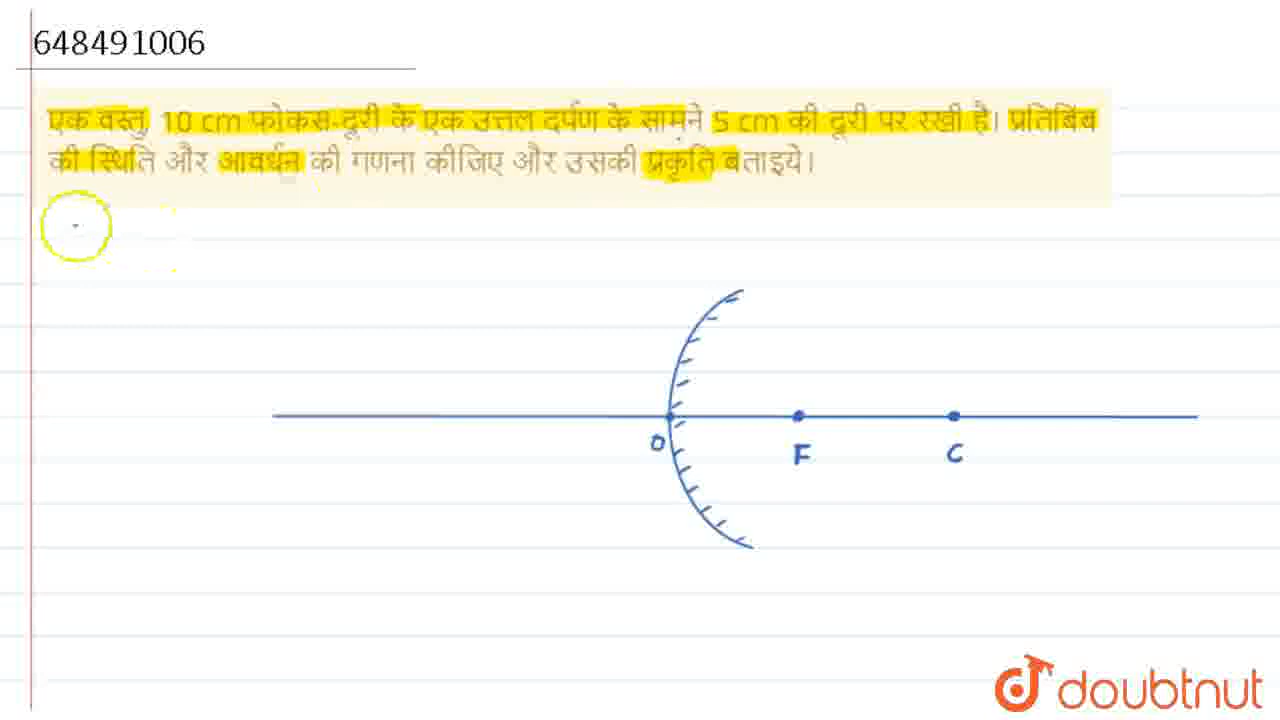 648491006
एक वस्तु, 10 cm फोकस-दूरी के एक उत्तल दर्पण के सामने 5 cm की दूरी पर रखी है। प्रतिबिंब
की स्थिति और आवर्धन की गणना कीजिए और उसकी प्रकृति बताइये।
O F C
doubtnut